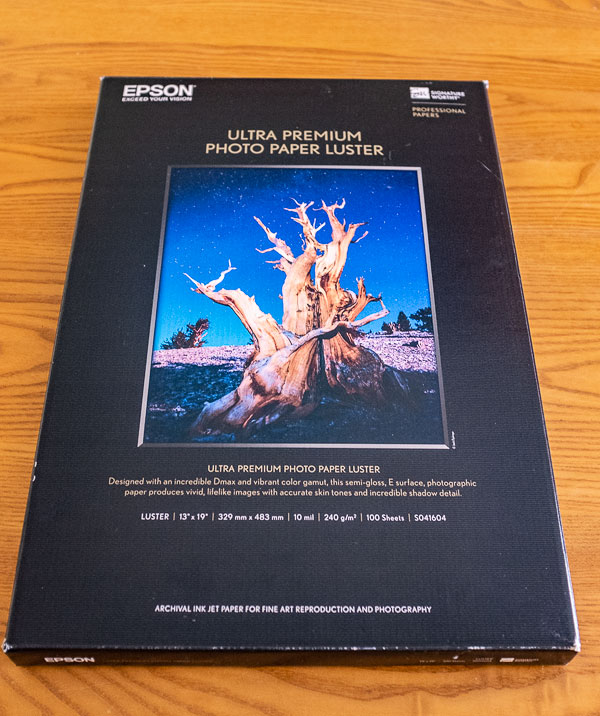 EPSON
EXCEED YOUR VISION
SIGNATURE
WORTHY
PROFESSIONAL
PAPERS
ULTRA PREMIUM
PHOTO PAPER LUSTER
ULTRA PREMIUM PHOTO PAPER LUSTER
Designed with an incredible Dmax and vibrant color gamut, this semi-gloss, E surface, photographic
paper produces vivid, lifelike images with accurate skin tones and incredible shadow detail.
LUSTER | 13" x 19" | 329 mm x 483 mm | 10 mil | 240 g/m² | 100 Sheets | S041604
ARCHIVAL INK JET PAPER FOR FINE ART REPRODUCTION AND PHOTOGRAPHY
EPSON